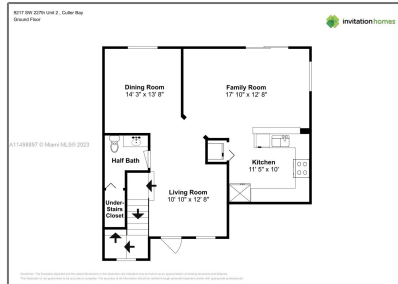 9217 SW 227th Unit 2 , Cutler Bay
Ground Floor
invitation homes
Dining Room
14' 3" x 13' 8"
Family Room
17' 10" x 12' 8"
A11498897 © Miami MLS® 2023
Half Bath
Kitchen
11' 5" x 10'
Under-
Stairs
Closet
Living Room
10' 10" x 12' 8"